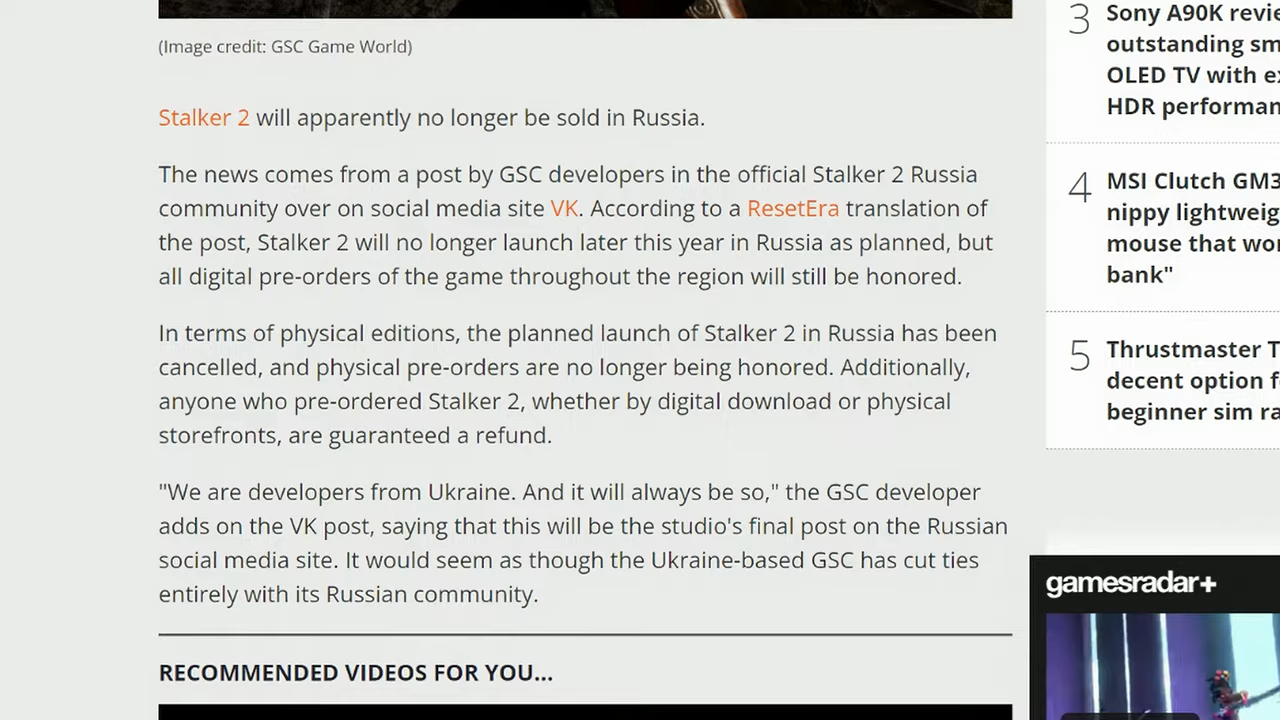 (Image credit: GSC Game World)
Stalker 2 will apparently no longer be sold in Russia.
The news comes from a post by GSC developers in the official Stalker 2 Russia
community over on social media site VK. According to a ResetEra translation of
the post, Stalker 2 will no longer launch later this year in Russia as planned, but
all digital pre-orders of the game throughout the region will still be honored.
In terms of physical editions, the planned launch of Stalker 2 in Russia has been
cancelled, and physical pre-orders are no longer being honored. Additionally,
anyone who pre-ordered Stalker 2, whether by digital download or physical
storefronts, are guaranteed a refund.
"We are developers from Ukraine. And it will always be so," the GSC developer
adds on the VK post, saying that this will be the studio's final post on the Russian
social media site. It would seem as though the Ukraine-based GSC has cut ties
entirely with its Russian community.
RECOMMENDED VIDEOS FOR YOU...
3
Sony A90K
outstanding
OLED TV with
HDR
4
MSI Clutch
nippy
mouse that
bank"
5
Thrustmaster
decent option
beginner sim
gamesradar+